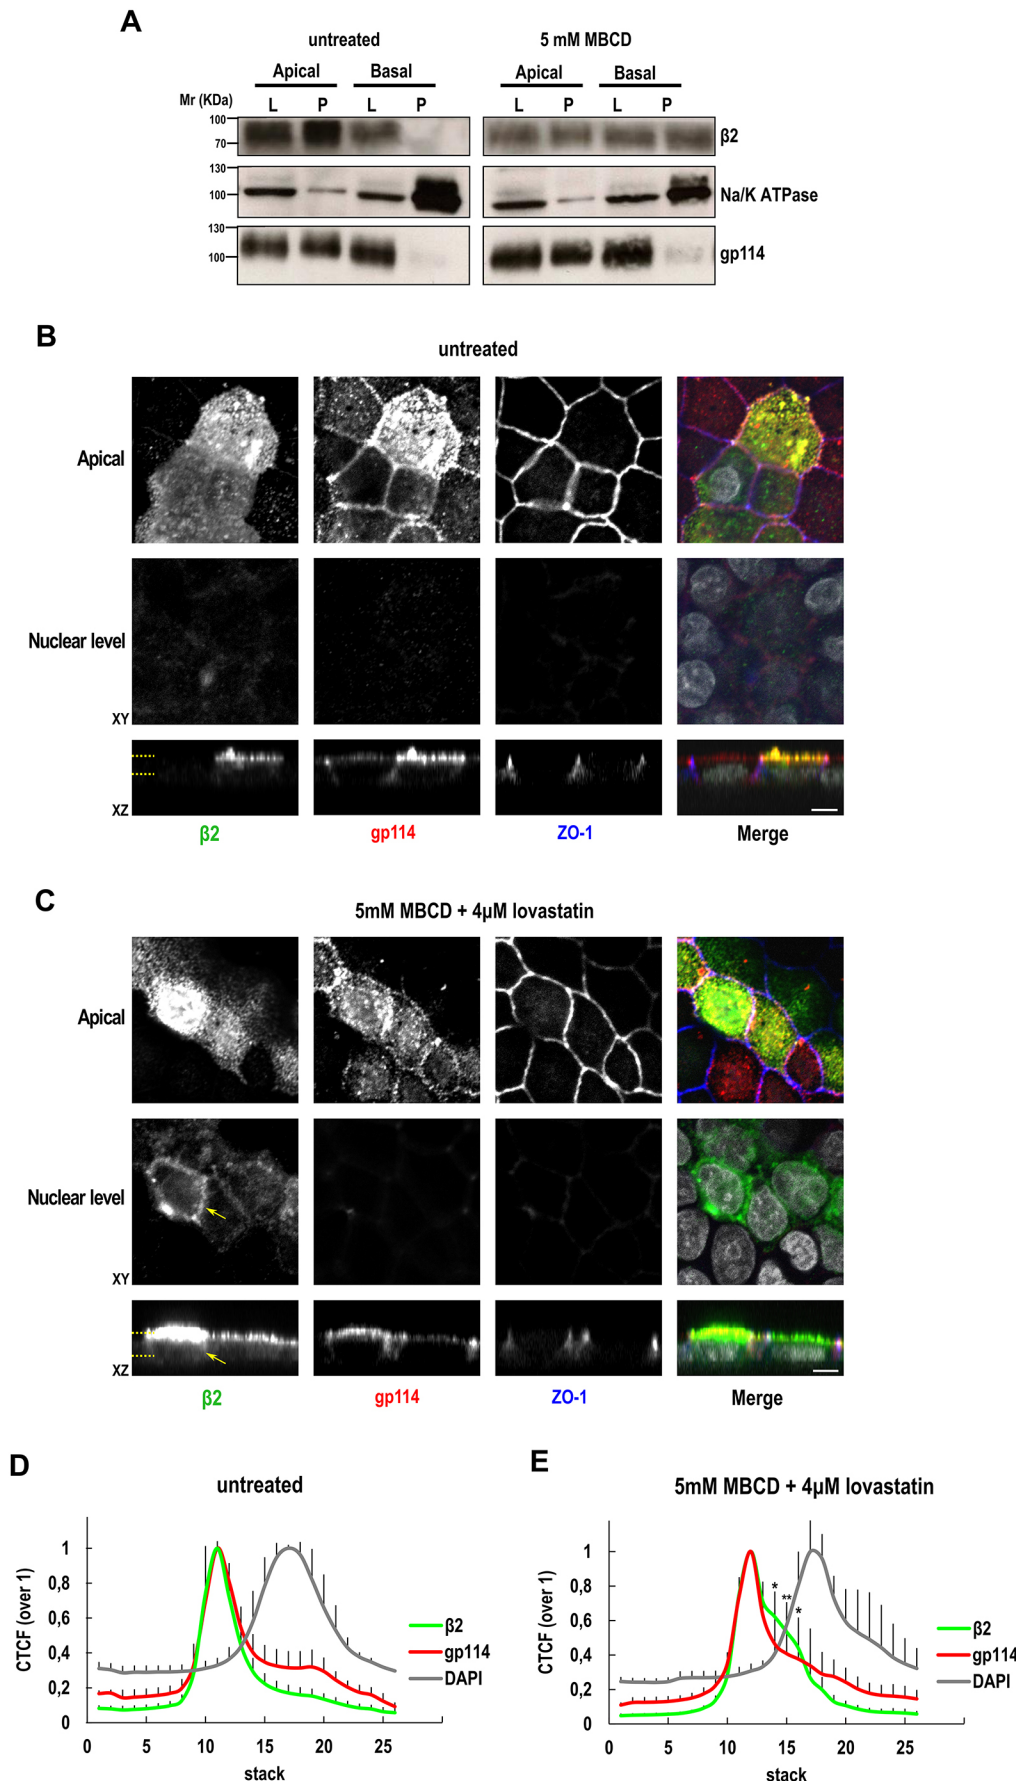 A
untreated
5 mM MBCD
Apical
Basal
Apical
Basal
Mr (KDa)
L
P
L
P
L
P
L
P
100
70
β2
130
100
Na/K ATPase
130
100
gp114
B
untreated
Apical
Nuclear level
XY
XZ
β2
gp114
ZO-1
Merge
C
5mM MBCD + 4µM lovastatin
Apical
Nuclear level
XY
XZ
β2
gp114
ZO-1
Merge
D
untreated
CTCF (over 1)
1
0,8
0,6
0,4
0,2
0
0 5 10 15 20 25
stack
β2
gp114
DAPI
E
5mM MBCD + 4µM lovastatin
CTCF (over 1)
1
0,8
0,6
0,4
0,2
0
* ** *
0 5 10 15 20 25
stack
β2
gp114
DAPI